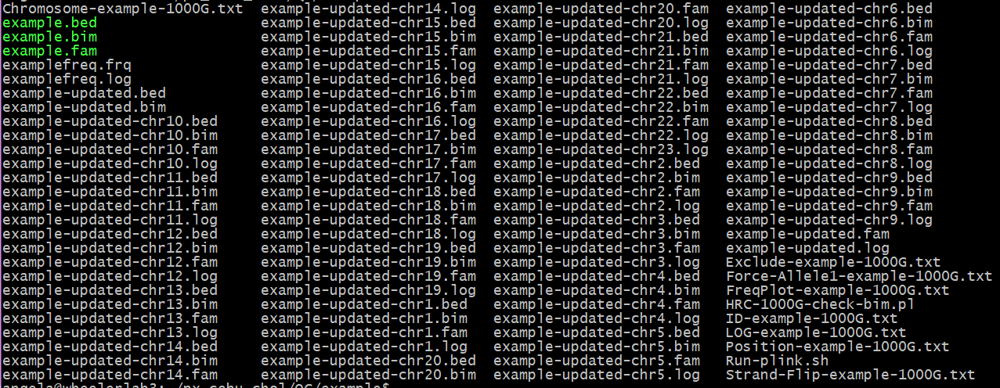 Chromosome-example-1000G.txt example-updated-chr14.log example-updated-chr20.fam example-updated-chr6.bed
example.bed example-updated-chr15.bed example-updated-chr20.log example-updated-chr6.bim
example.bim example-updated-chr15.bim example-updated-chr21.bed example-updated-chr6.fam
example.fam example-updated-chr15.fam example-updated-chr21.bim example-updated-chr6.log
examplefreq.frq example-updated-chr15.log example-updated-chr21.fam example-updated-chr7.bed
examplefreq.log example-updated-chr16.bed example-updated-chr21.log example-updated-chr7.bim
example-updated.bed example-updated-chr16.bim example-updated-chr22.bed example-updated-chr7.fam
example-updated.bim example-updated-chr16.fam example-updated-chr22.bim example-updated-chr7.log
example-updated-chr10.bed example-updated-chr16.log example-updated-chr22.fam example-updated-chr8.bed
example-updated-chr10.bim example-updated-chr17.bed example-updated-chr22.log example-updated-chr8.bim
example-updated-chr10.fam example-updated-chr17.bim example-updated-chr23.log example-updated-chr8.fam
example-updated-chr10.log example-updated-chr17.fam example-updated-chr2.bed example-updated-chr8.log
example-updated-chr11.bed example-updated-chr17.log example-updated-chr2.bim example-updated-chr9.bed
example-updated-chr11.bim example-updated-chr18.bed example-updated-chr2.fam example-updated-chr9.bim
example-updated-chr11.fam example-updated-chr18.bim example-updated-chr2.log example-updated-chr9.fam
example-updated-chr11.log example-updated-chr18.fam example-updated-chr3.bed example-updated-chr9.log
example-updated-chr12.bed example-updated-chr18.log example-updated-chr3.bim example-updated.fam
example-updated-chr12.bim example-updated-chr19.bed example-updated-chr3.fam example-updated.log
example-updated-chr12.fam example-updated-chr19.bim example-updated-chr3.log Exclude-example-1000G.txt
example-updated-chr12.log example-updated-chr19.fam example-updated-chr4.bed Force-Allele1-example-1000G.txt
example-updated-chr13.bed example-updated-chr19.log example-updated-chr4.bim FreqPlot-example-1000G.txt
example-updated-chr13.bim example-updated-chr1.bed example-updated-chr4.fam HRC-1000G-check-bim.pl
example-updated-chr13.fam example-updated-chr1.bim example-updated-chr4.log ID-example-1000G.txt
example-updated-chr13.log example-updated-chr1.fam example-updated-chr5.bed LOG-example-1000G.txt
example-updated-chr14.bed example-updated-chr1.log example-updated-chr5.bim Position-example-1000G.txt
example-updated-chr14.bim example-updated-chr20.bed example-updated-chr5.fam Run-plink.sh
example-updated-chr14.fam example-updated-chr20.bim example-updated-chr5.log Strand-Flip-example-1000G.txt